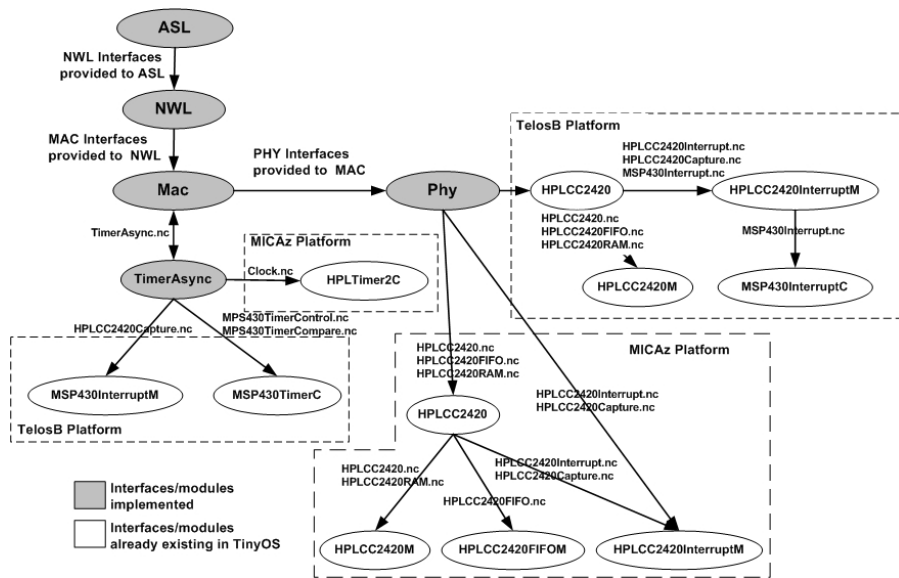 ASL
NWL Interfaces
provided to ASL
NWL
MAC Interfaces
provided to NWL
Mac
PHY Interfaces
provided to MAC
Phy
TelosB Platform
HPLCC2420Interrupt.nc
HPLCC2420Capture.nc
MSP430Interrupt.nc
HPLCC2420
HPLCC2420InterruptM
HPLCC2420.nc
HPLCC2420FIFO.nc
HPLCC2420RAM.nc
MSP430Interrupt.nc
HPLCC2420M
MSP430InterruptC
TimerAsync.nc
MICAz Platform
TimerAsync
Clock.nc
HPLTimer2C
HPLCC2420Capture.nc
MPS430TimerControl.nc
MPS430TimerCompare.nc
MSP430InterruptM
MSP430TimerC
TelosB Platform
MICAz Platform
HPLCC2420.nc
HPLCC2420FIFO.nc
HPLCC2420RAM.nc
HPLCC2420Interrupt.nc
HPLCC2420Capture.nc
HPLCC2420
HPLCC2420.nc
HPLCC2420RAM.nc
HPLCC2420Interrupt.nc
HPLCC2420Capture.nc
HPLCC2420FIFO.nc
HPLCC2420M
HPLCC2420FIFOM
HPLCC2420InterruptM
Interfaces/modules
implemented
Interfaces/modules
already existing in TinyOS